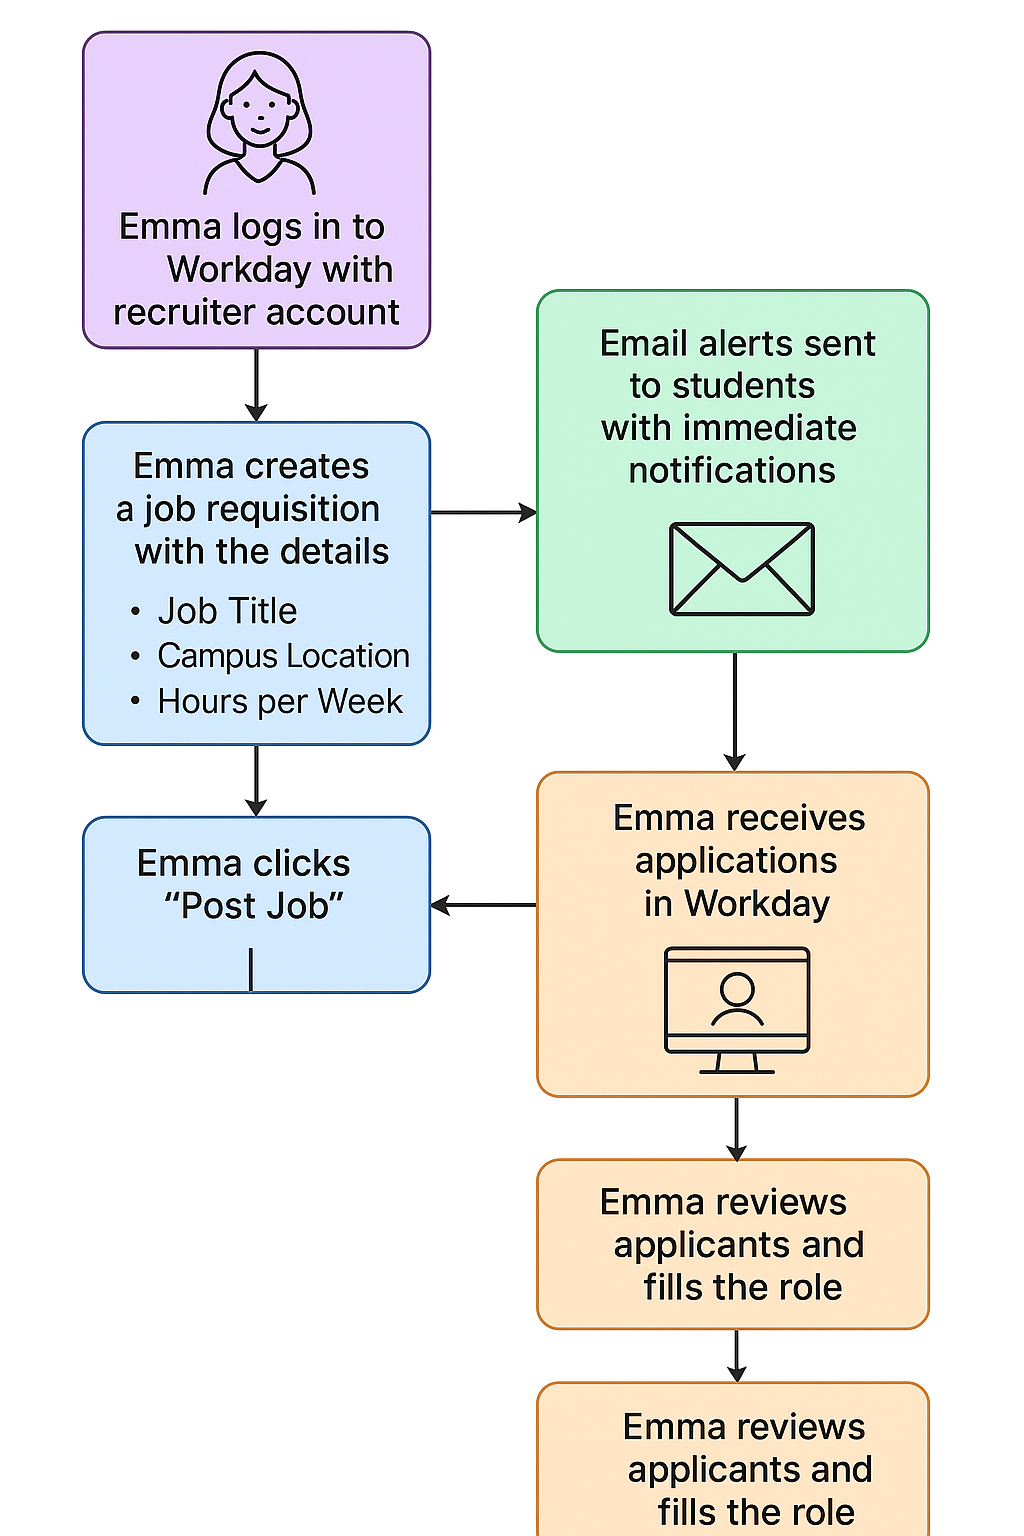 Emma logs in to
Workday with
recruiter account
Emma creates
a job requisition
with the details
• Job Title
• Campus Location
• Hours per Week
Emma clicks
“Post Job”
Email alerts sent
to students
with immediate
notifications
Emma receives
applications
in Workday
Emma reviews
applicants and
fills the role
Emma reviews
applicants and
fills the role